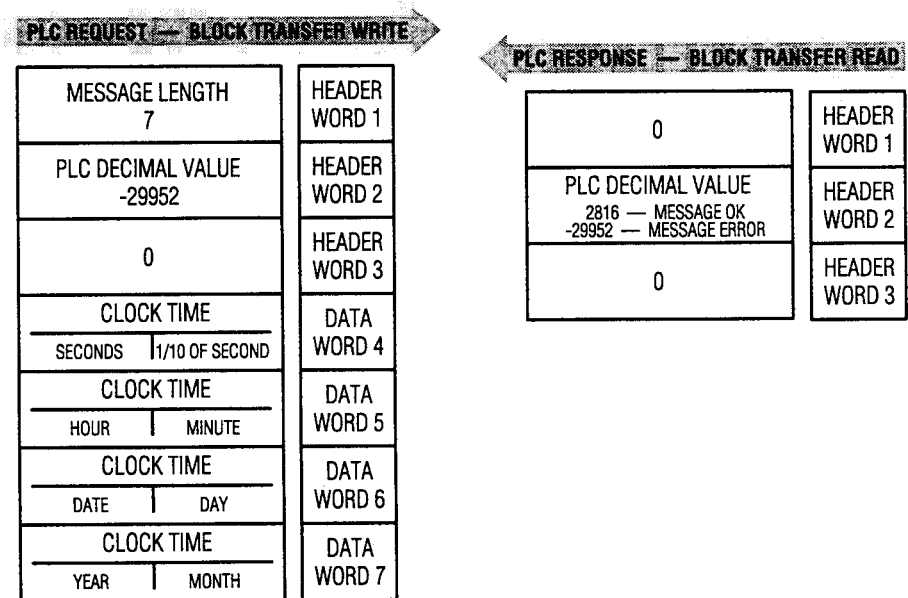 PLC REQUEST — BLOCK TRANSFER WRITE
MESSAGE LENGTH
7
HEADER
WORD 1
PLC DECIMAL VALUE
-29952
HEADER
WORD 2
0
HEADER
WORD 3
CLOCK TIME
SECONDS 1/10 OF SECOND
DATA
WORD 4
CLOCK TIME
HOUR MINUTE
DATA
WORD 5
CLOCK TIME
DATE DAY
DATA
WORD 6
CLOCK TIME
YEAR MONTH
DATA
WORD 7
PLC RESPONSE — BLOCK TRANSFER READ
0
HEADER
WORD 1
PLC DECIMAL VALUE
2816 — MESSAGE OK
-29952 — MESSAGE ERROR
HEADER
WORD 2
0
HEADER
WORD 3